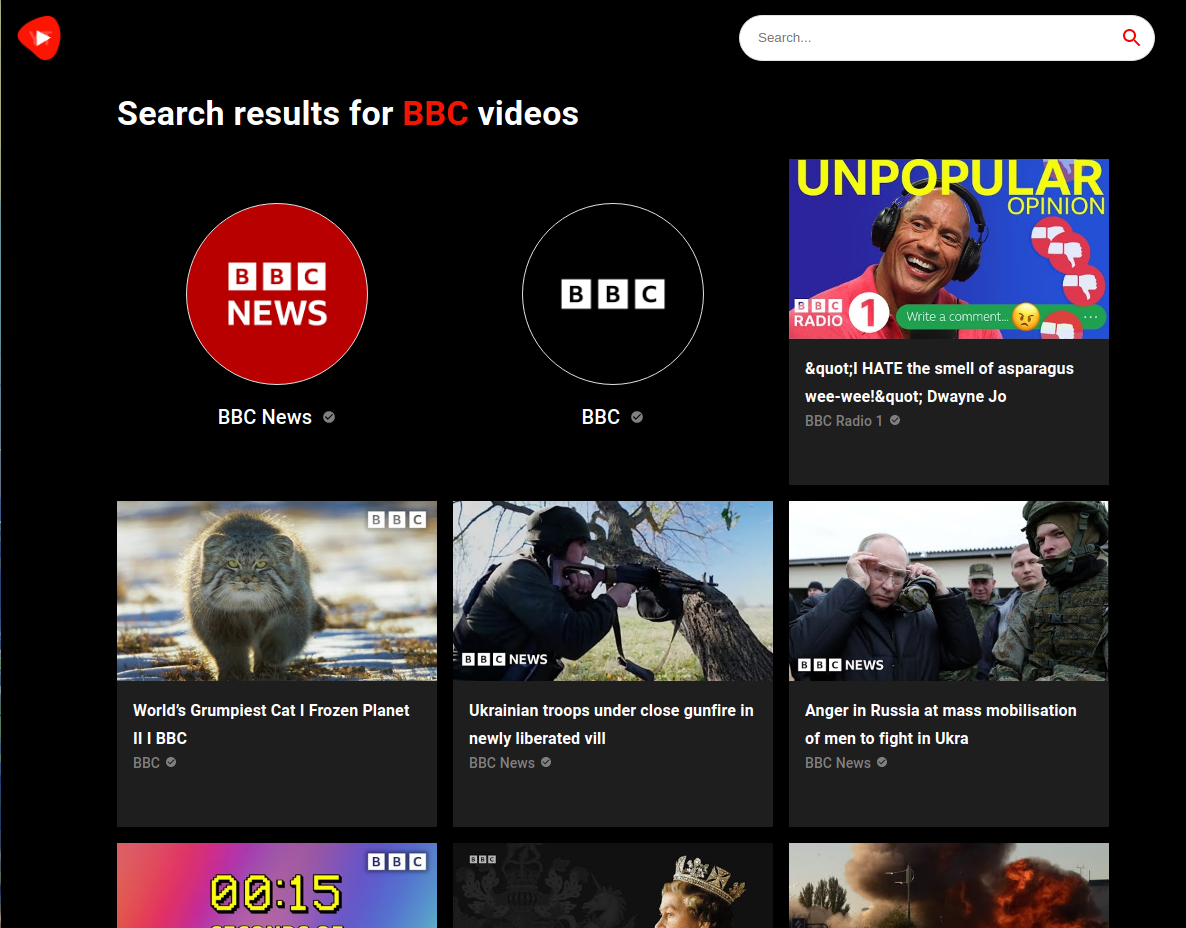 Search...
Search results for BBC videos
BBC
NEWS
BBC News
BBC
BBC
UNPOPULAR
OPINION
BBC
RADIO 1
Write a comment...
&quot;I HATE the smell of asparagus
wee-wee!&quot; Dwayne Jo
BBC Radio 1
BBC
World’s Grumpiest Cat I Frozen Planet
II I BBC
BBC
BBC NEWS
Ukrainian troops under close gunfire in
newly liberated vill
BBC News
BBC NEWS
Anger in Russia at mass mobilisation
of men to fight in Ukra
BBC News
BBC
00:15
BBC